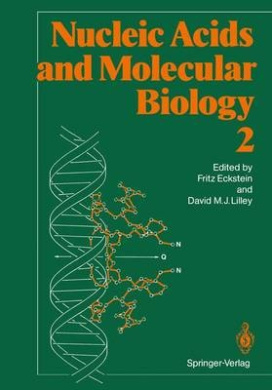 Nucleic Acids
and Molecular
Biology
2
Edited by
Fritz Eckstein
and
David M.J. Lilley
N
Q
N
Springer-Verlag